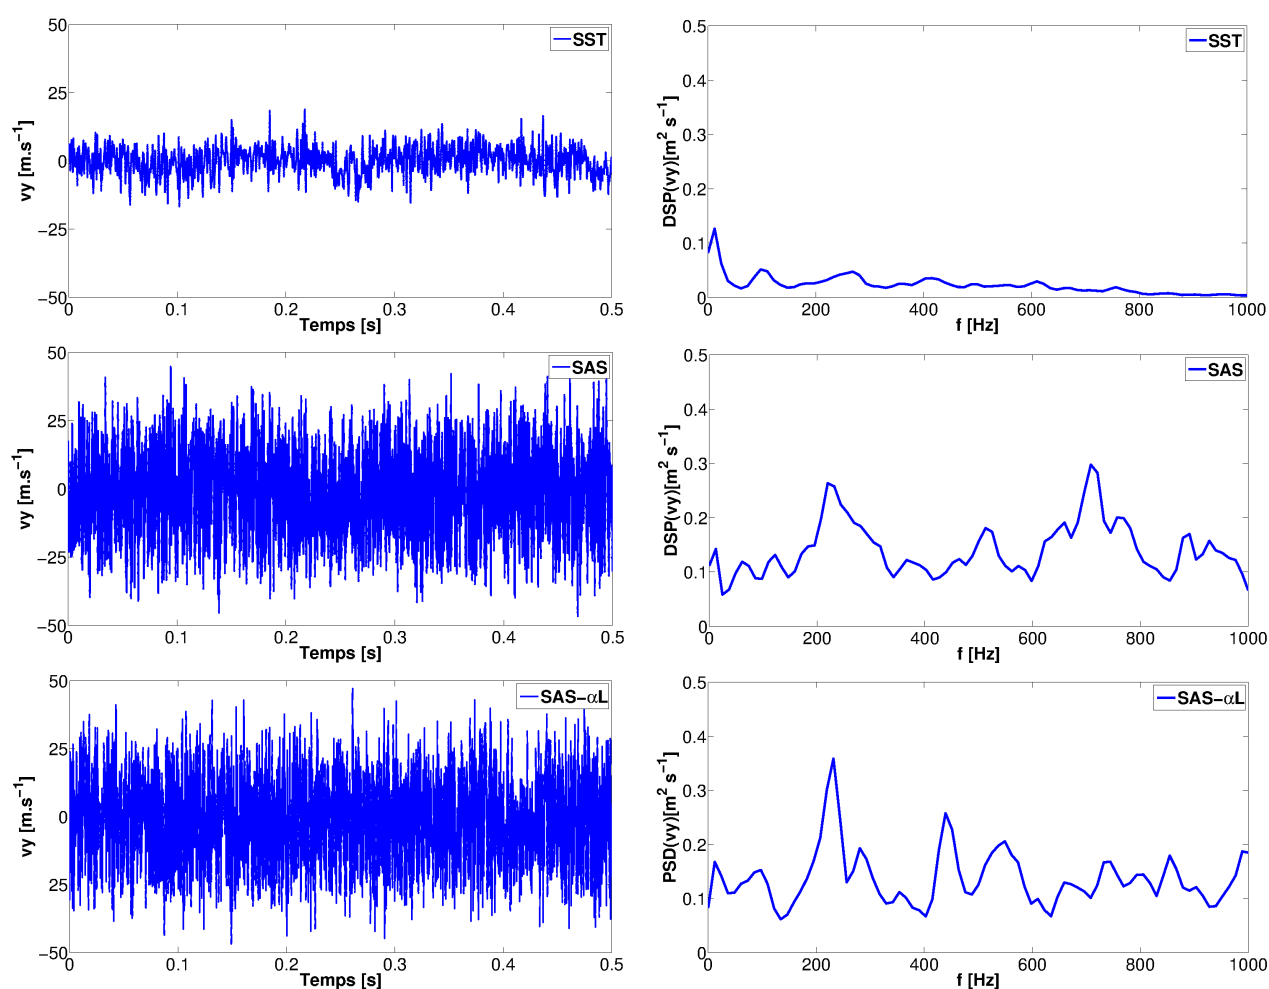 50
25
0
−25
−50
vy [m.s⁻¹]
0 0.1 0.2 0.3 0.4 0.5
Temps [s]
SST
0.5
0.4
0.3
0.2
0.1
0
DSP(vy)[m² s⁻¹]
0 200 400 600 800 1000
f [Hz]
SST
50
25
0
−25
−50
vy [m.s⁻¹]
0 0.1 0.2 0.3 0.4 0.5
Temps [s]
SAS
0.5
0.4
0.3
0.2
0.1
0
DSP(vy)[m² s⁻¹]
0 200 400 600 800 1000
f [Hz]
SAS
50
25
0
25
−50
vy [m.s⁻¹]
0 0.1 0.2 0.3 0.4 0.5
Temps [s]
SAS−αL
0.5
0.4
0.3
0.2
0.1
0
PSD(vy)[m² s⁻¹]
0 200 400 600 800 1000
f [Hz]
SAS−αL